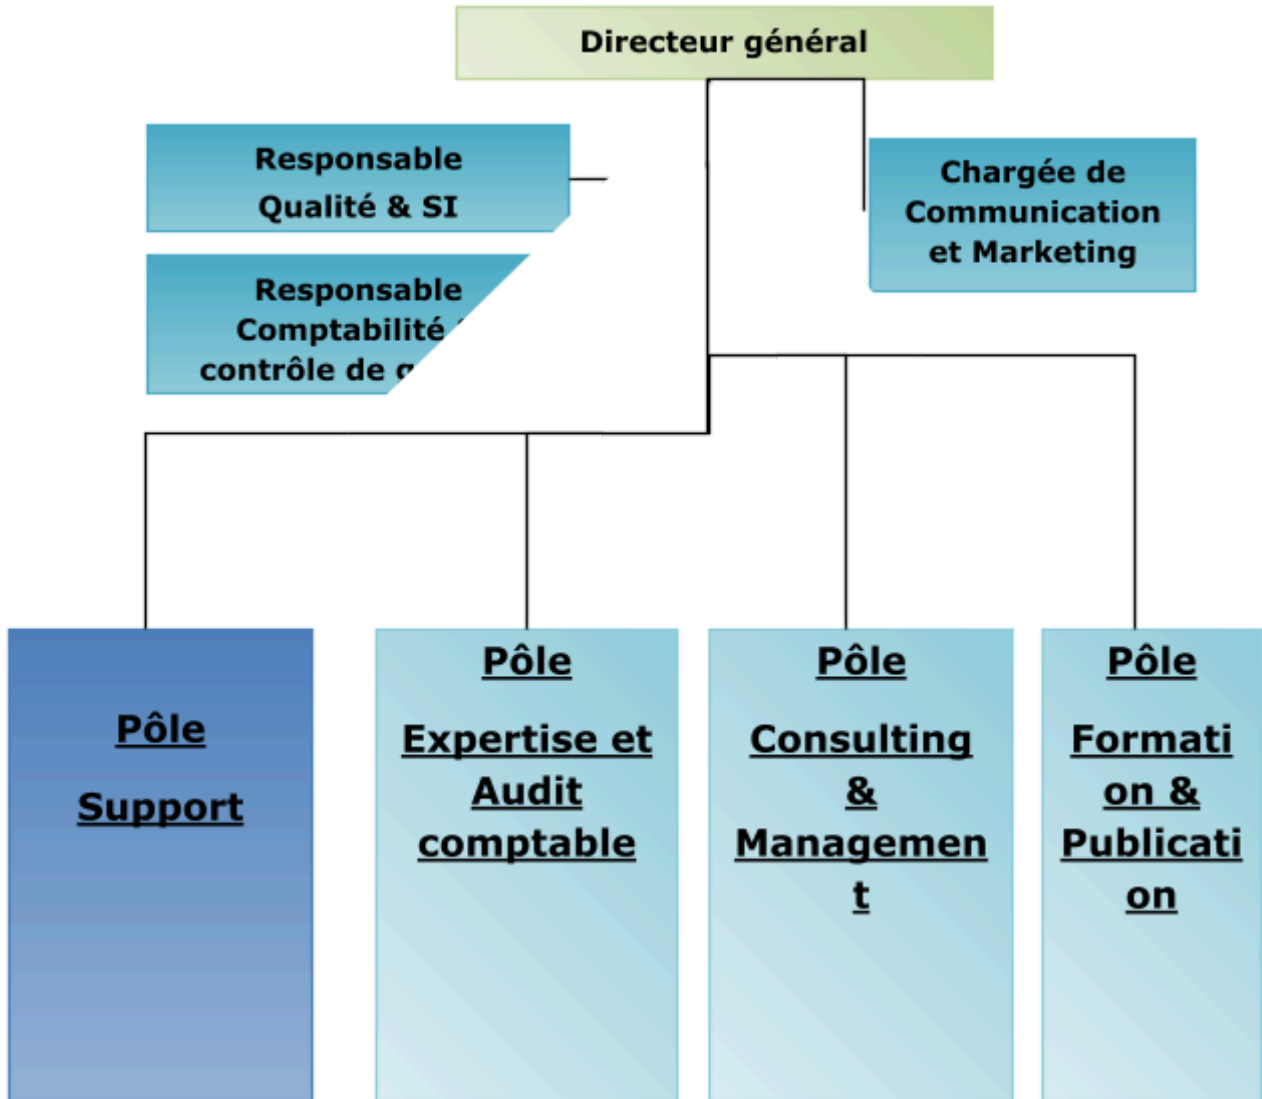 Directeur général
Responsable
Qualité & SI
Chargée de
Communication
et Marketing
Responsable
Comptabilité
contrôle de
Pôle
Support
Pôle
Expertise et
Audit
comptable
Pôle
Consulting
&
Managemen
t
Pôle
Formati
on &
Publicati
on